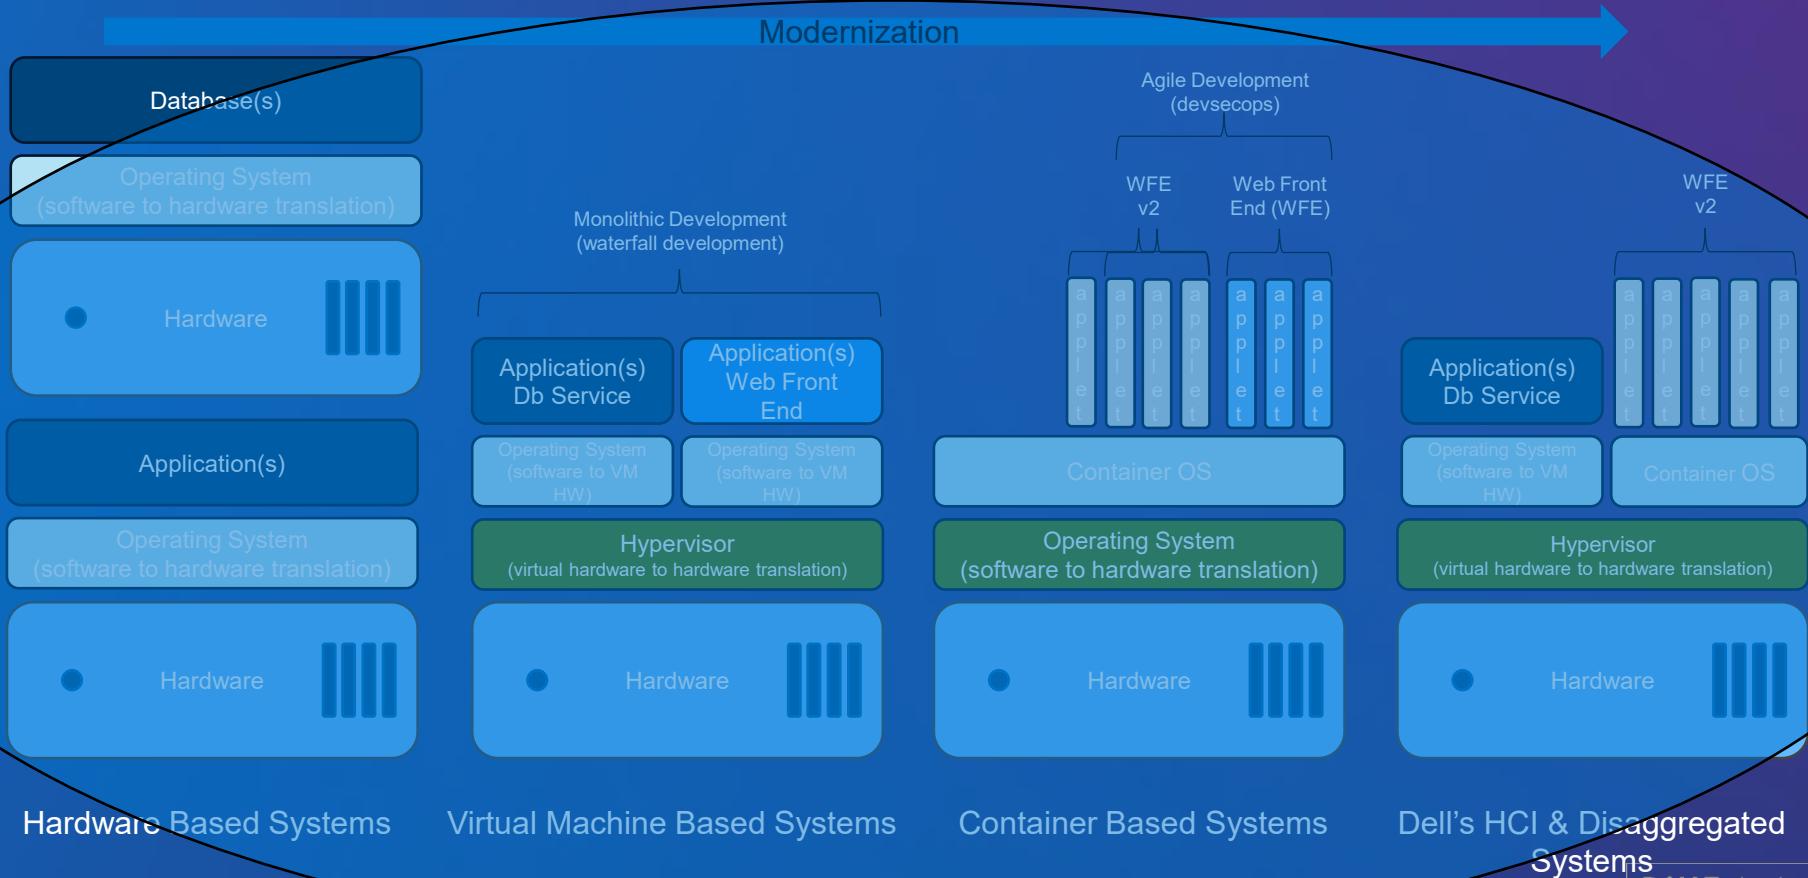 Modernization
Database(s)
Operating System
(software to hardware translation)
Hardware
Application(s)
Operating System
(software to hardware translation)
Hardware
Hardware Based Systems
Monolithic Development
(waterfall development)
Application(s)
Db Service
Application(s)
Web Front
End
Operating System
(software to VM
HW)
Operating System
(software to VM
HW)
Hypervisor
(virtual hardware to hardware translation)
Hardware
Virtual Machine Based Systems
Agile Development
(devsecops)
WFE
v2
Web Front
End (WFE)
applet
applet
applet
applet
applet
applet
applet
Container OS
Operating System
(software to hardware translation)
Hardware
Container Based Systems
WFE
v2
applet
applet
applet
applet
applet
Application(s)
Db Service
Operating System
(software to VM
HW)
Container OS
Hypervisor
(virtual hardware to hardware translation)
Hardware
Dell's HCI & Disaggregated
Systems